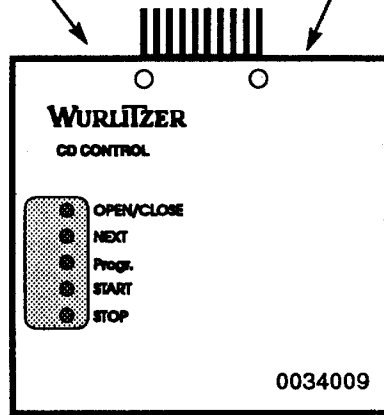 WURLITZER
CD CONTROL
OPEN/CLOSE
NEXT
Progr.
START
STOP
0034009